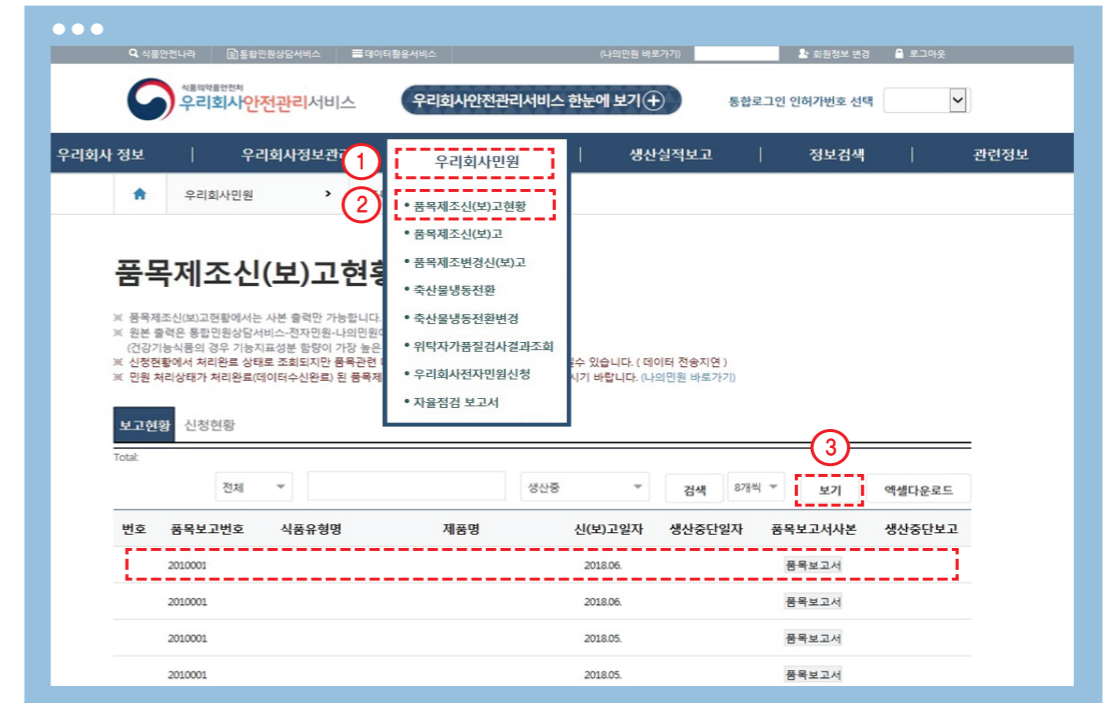 식품안전나라 통합민원상담서비스 데이터활용서비스 (나의민원 바로가기) 회원정보 변경 로그아웃
식품의약품안전처
우리회사안전관리서비스 우리회사안전관리서비스 한눈에 보기 통합로그인 인허가번호 선택
우리회사 정보 | 우리회사정보관리 ① 우리회사민원 | 생산실적보고 | 정보검색 | 관련정보
우리회사민원 >
② • 품목제조신(보)고현황
• 품목제조신(보)고
• 품목제조변경신(보)고
• 축산물냉동전환
• 축산물냉동전환변경
• 위탁자가품질검사결과조회
• 우리회사전자민원신청
• 자율점검 보고서
품목제조신(보)고현황
※ 품목제조신(보)고현황에서는 사본 출력만 가능합니다.
※ 원본 출력은 통합민원상담서비스-전자민원-나의민원
(건강기능식품의 경우 기능지표성분 함량이 가장 높은
※ 신청현황에서 처리완료 상태로 조회되지만 품목관련 수 있습니다. ( 데이터 전송지연 )
※ 민원 처리상태가 처리완료(데이터수신완료) 된 품목제 시기 바랍니다. (나의민원 바로가기)
보고현황 신청현황
Total:
③
전체 생산중 검색 8개씩 보기 엑셀다운로드
번호 품목보고번호 식품유형명 제품명 신(보)고일자 생산중단일자 품목보고서사본 생산중단보고
2010001 2018.06. 품목보고서
2010001 2018.06. 품목보고서
2010001 2018.05. 품목보고서
2010001 2018.05. 품목보고서